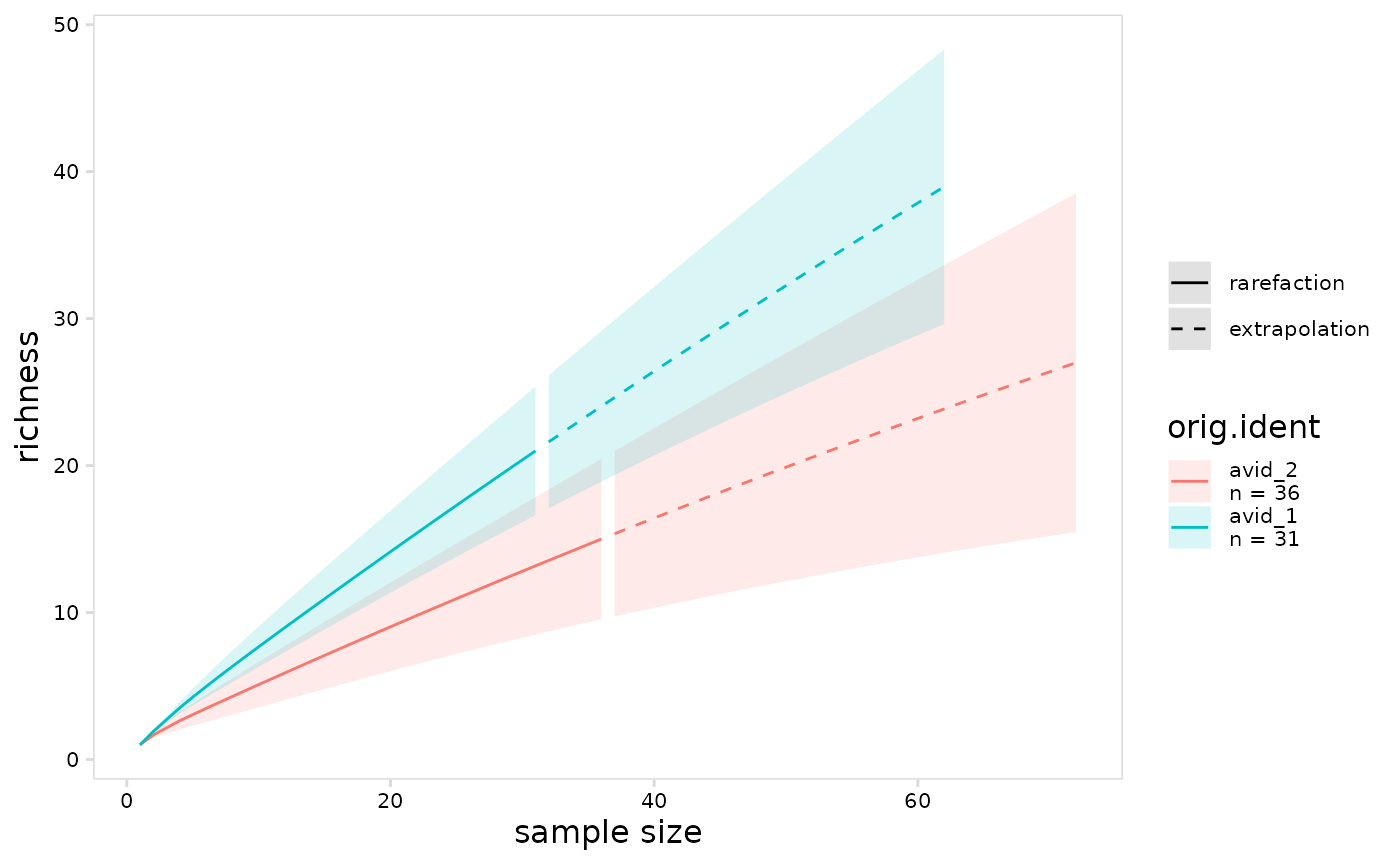 50
40
30
20
10
0
richness
0 20 40 60
sample size
rarefaction
extrapolation
orig.ident
avid_2
n = 36
avid_1
n = 31